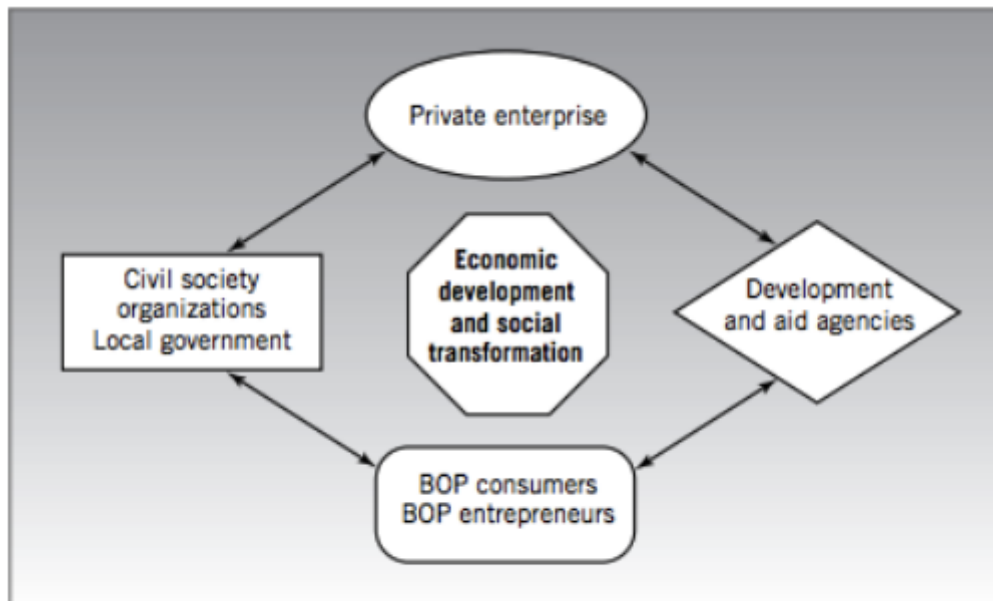 Private enterprise
Economic
development
and social
transformation
Civil society
organizations
Local government
Development
and aid agencies
BOP consumers
BOP entrepreneurs